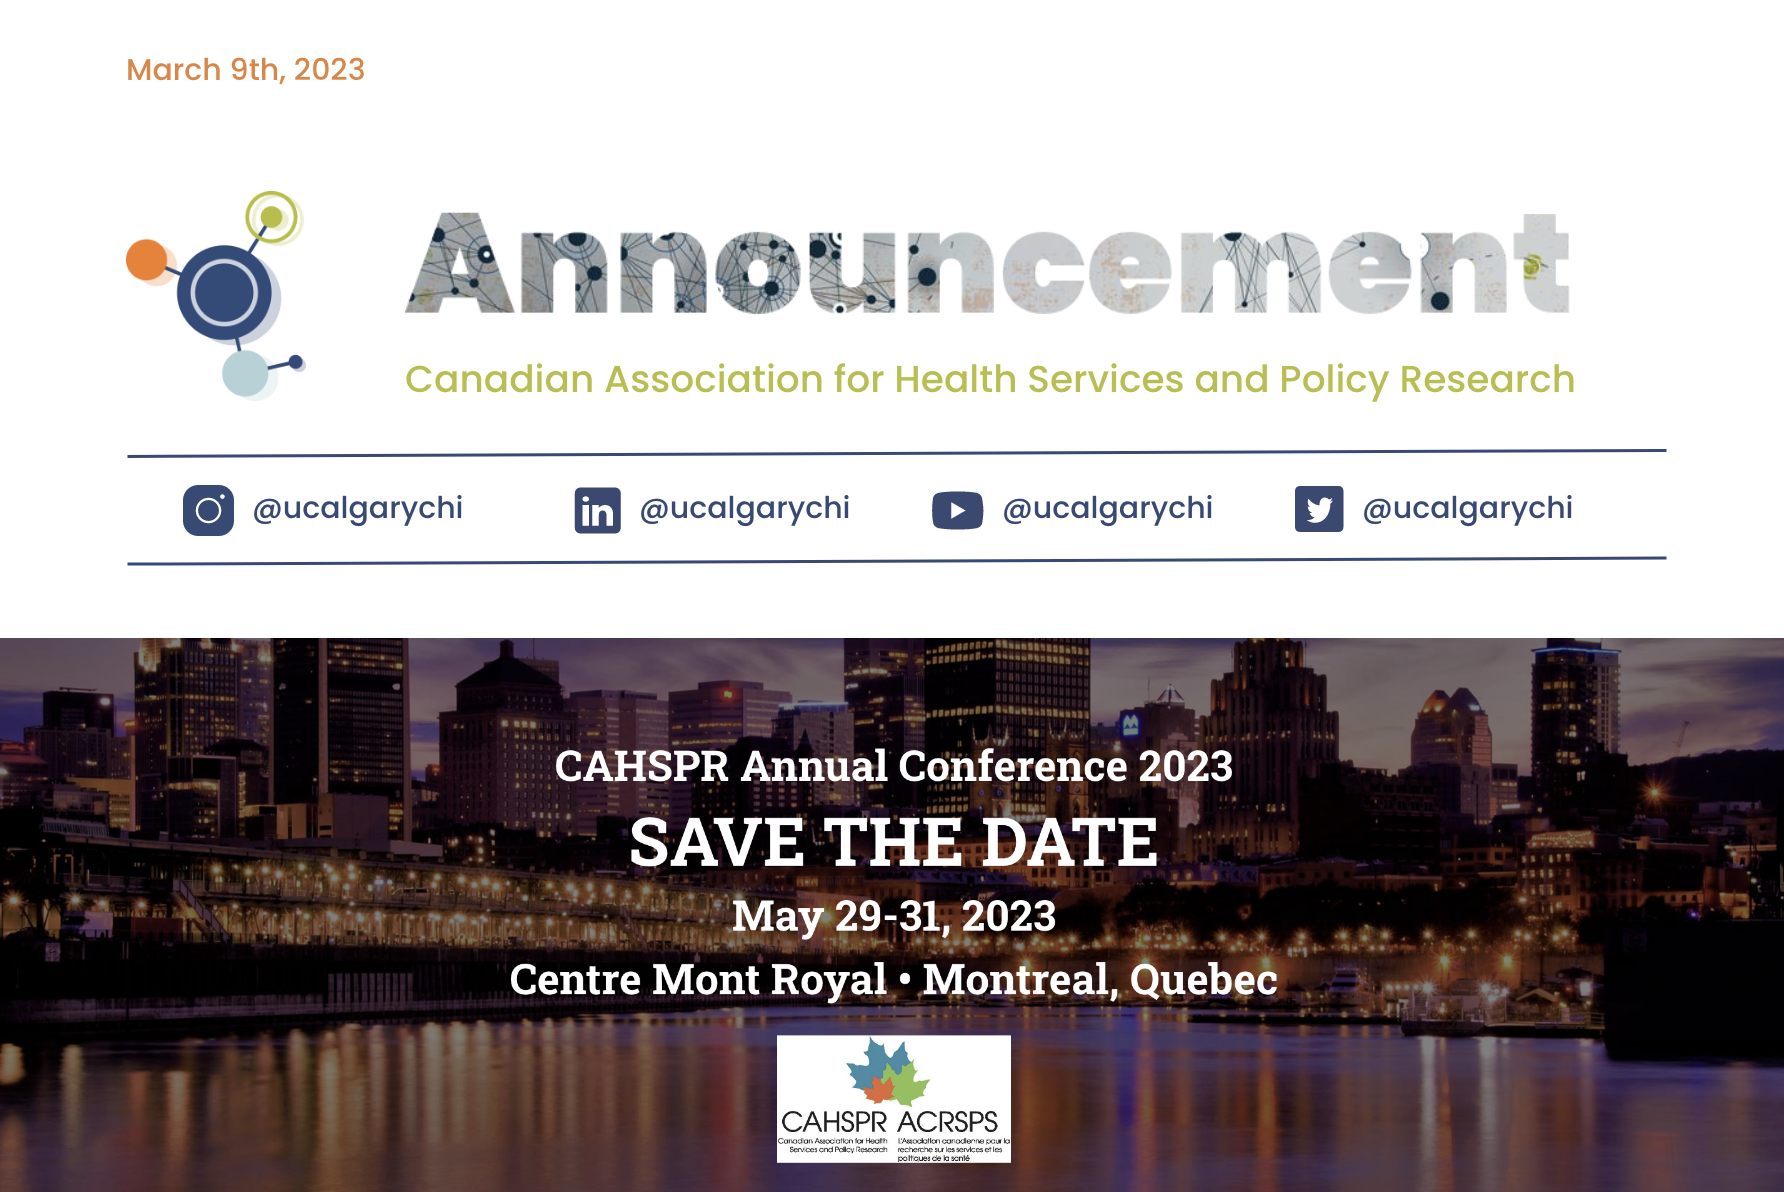 March 9th, 2023
Announcement
Canadian Association for Health Services and Policy Research
@ucalgarychi @ucalgarychi @ucalgarychi @ucalgarychi
CAHSPR Annual Conference 2023
SAVE THE DATE
May 29-31, 2023
Centre Mont Royal • Montreal, Quebec
CAHSPR ACRSPS
Canadian Association for Health
Services and Policy Research
L'Association canadienne pour la
recherche sur les services et les
politiques de la santé